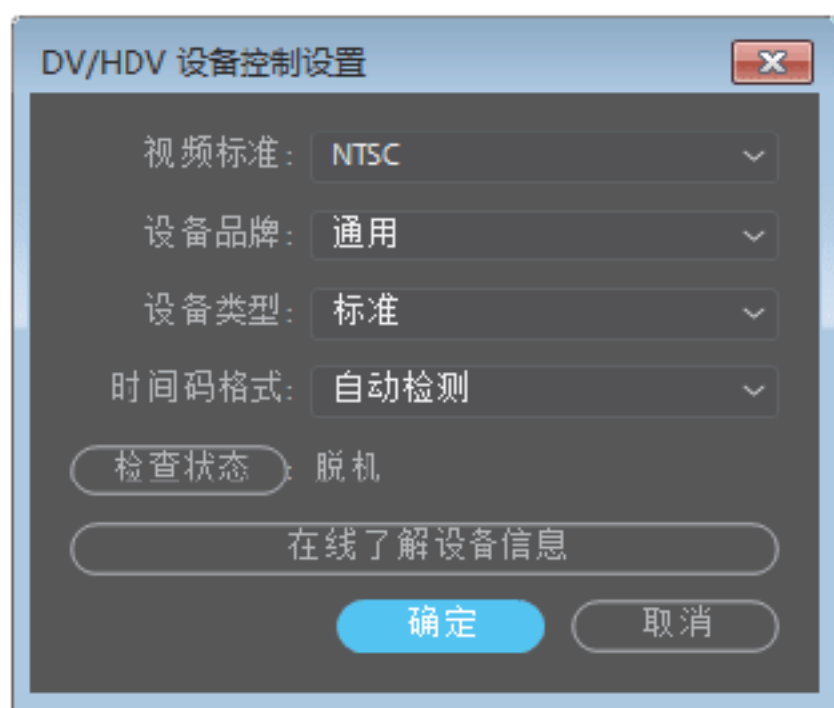 DV/HDV 设备控制设置
视频标准: NTSC
设备品牌: 通用
设备类型: 标准
时间码格式: 自动检测
检查状态 : 脱机
在线了解设备信息
确定 取消